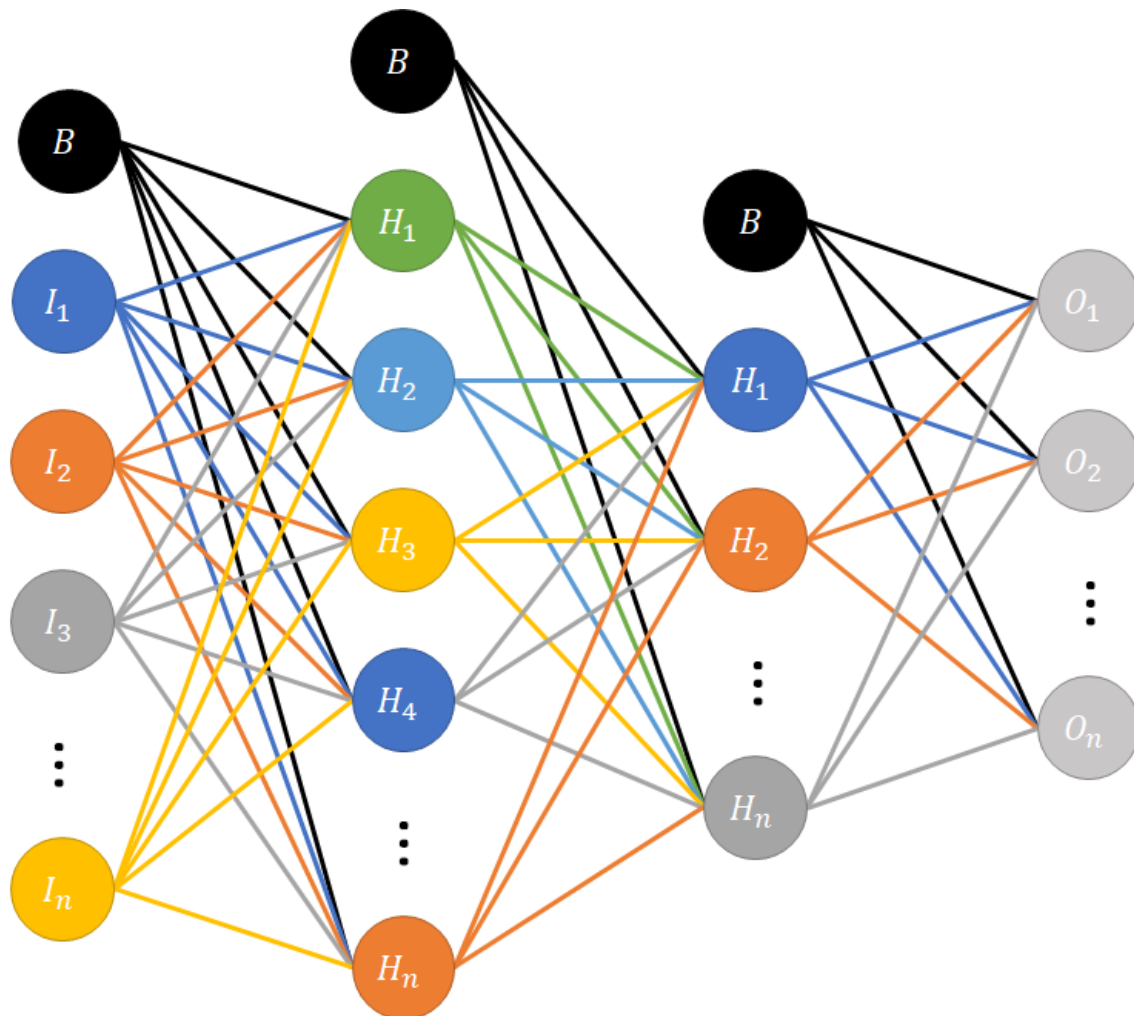 B
I₁
I₂
I₃
⋮
Iₙ
B
H₁
H₂
H₃
H₄
⋮
Hₙ
B
H₁
H₂
⋮
Hₙ
O₁
O₂
⋮
Oₙ